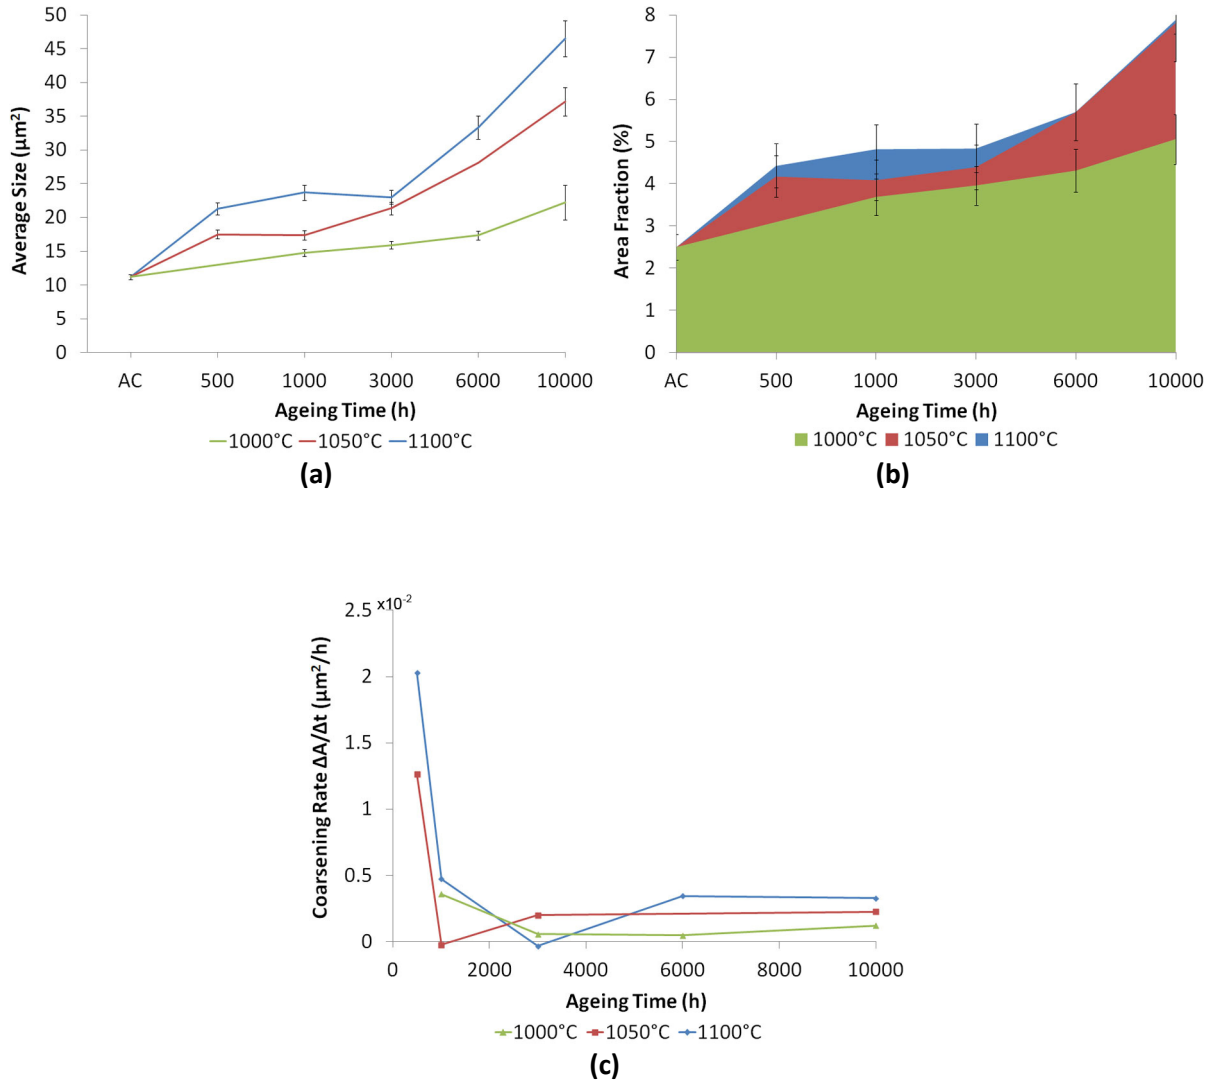 50
45
40
35
30
25
20
15
10
5
0
Average Size (µm²)
AC 500 1000 3000 6000 10000
Ageing Time (h)
1000°C 1050°C 1100°C
(a)
8
7
6
5
4
3
2
1
0
Area Fraction (%)
AC 500 1000 3000 6000 10000
Ageing Time (h)
1000°C 1050°C 1100°C
(b)
x10⁻²
2.5
2
1.5
1
0.5
0
Coarsening Rate ΔA/Δt (µm²/h)
0 2000 4000 6000 8000 10000
Ageing Time (h)
1000°C 1050°C 1100°C
(c)